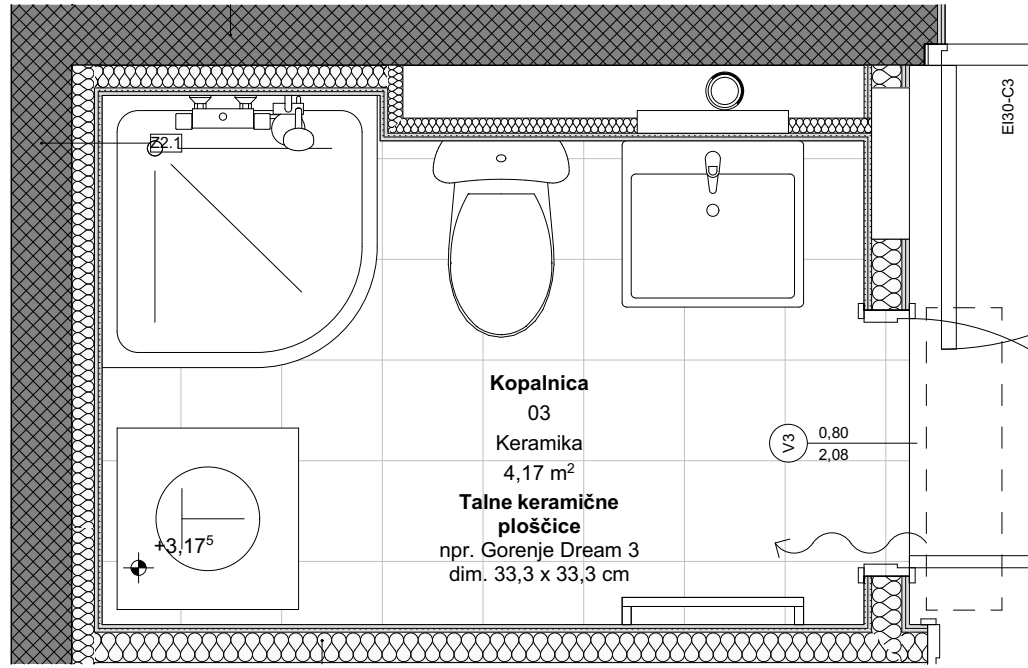 EI30-C3
Z2.1
Kopalnica
03
Keramika
4,17 m²
Talne keramične
ploščice
npr. Gorenje Dream 3
dim. 33,3 x 33,3 cm
V3
0,80
2,08
+3,17⁵